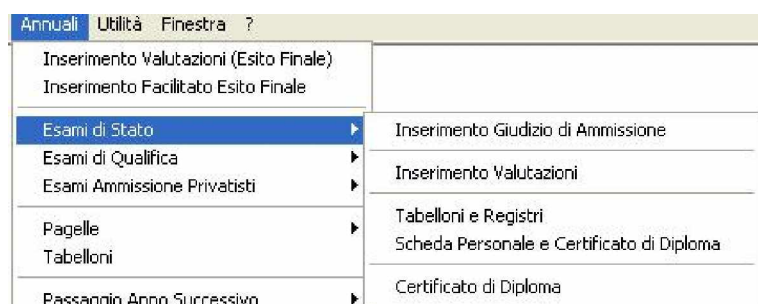 Annuali Utilità Finestra ?
Inserimento Valutazioni (Esito Finale)
Inserimento Facilitato Esito Finale
Esami di Stato
Esami di Qualifica
Esami Ammissione Privatisti
Pagelle
Tabelloni
Passaggio Anno Successivo
Inserimento Giudizio di Ammissione
Inserimento Valutazioni
Tabelloni e Registri
Scheda Personale e Certificato di Diploma
Certificato di Diploma